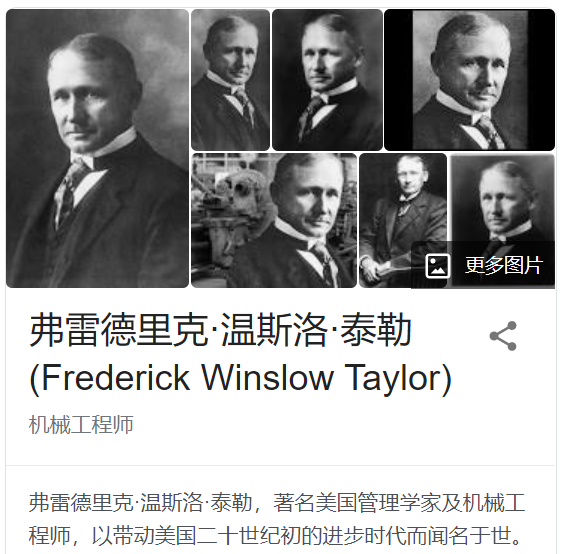 更多图片
弗雷德里克·温斯洛·泰勒
(Frederick Winslow Taylor)
机械工程师
弗雷德里克·温斯洛·泰勒，著名美国管理学家及机械工
程师，以带动美国二十世纪初的进步时代而闻名于世。